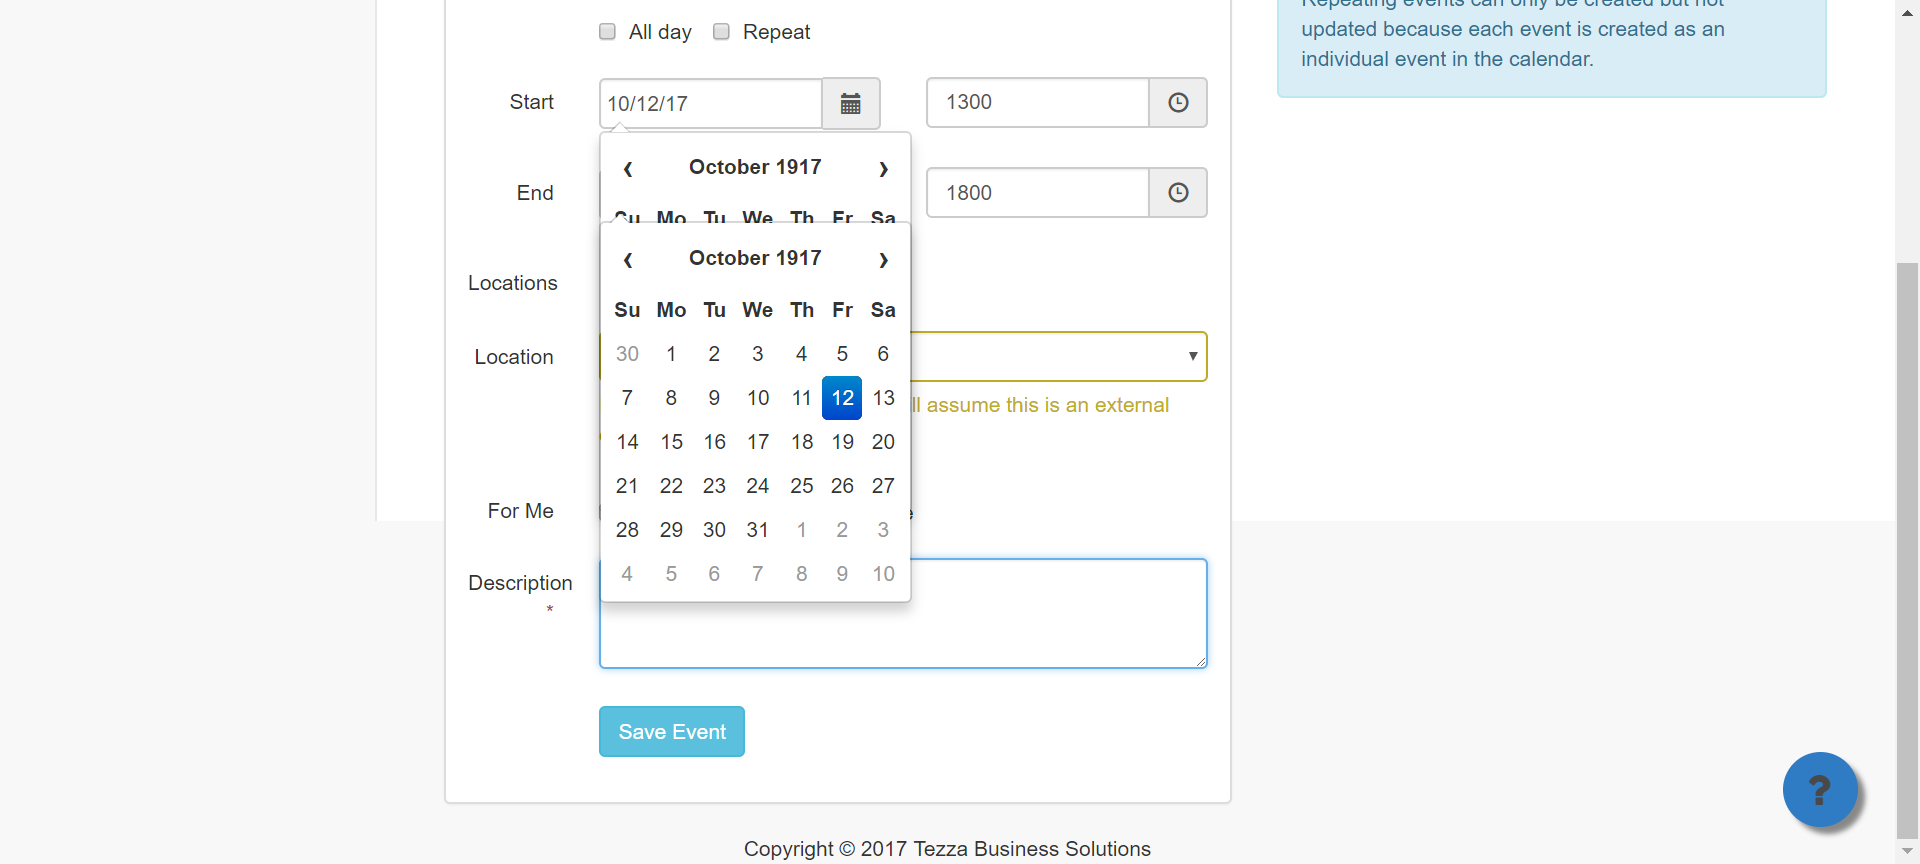 Repeating events can only be created but not
updated because each event is created as an
individual event in the calendar.
All day Repeat
Start 10/12/17 1300
‹ October 1917 ›
End 1800
Su Mo Tu We Th Fr Sa
‹ October 1917 ›
Locations
Su Mo Tu We Th Fr Sa
Location 30 1 2 3 4 5 6
7 8 9 10 11 12 13
ll assume this is an external
14 15 16 17 18 19 20
21 22 23 24 25 26 27
For Me
28 29 30 31 1 2 3
4 5 6 7 8 9 10
Description
*
Save Event
?
Copyright © 2017 Tezza Business Solutions